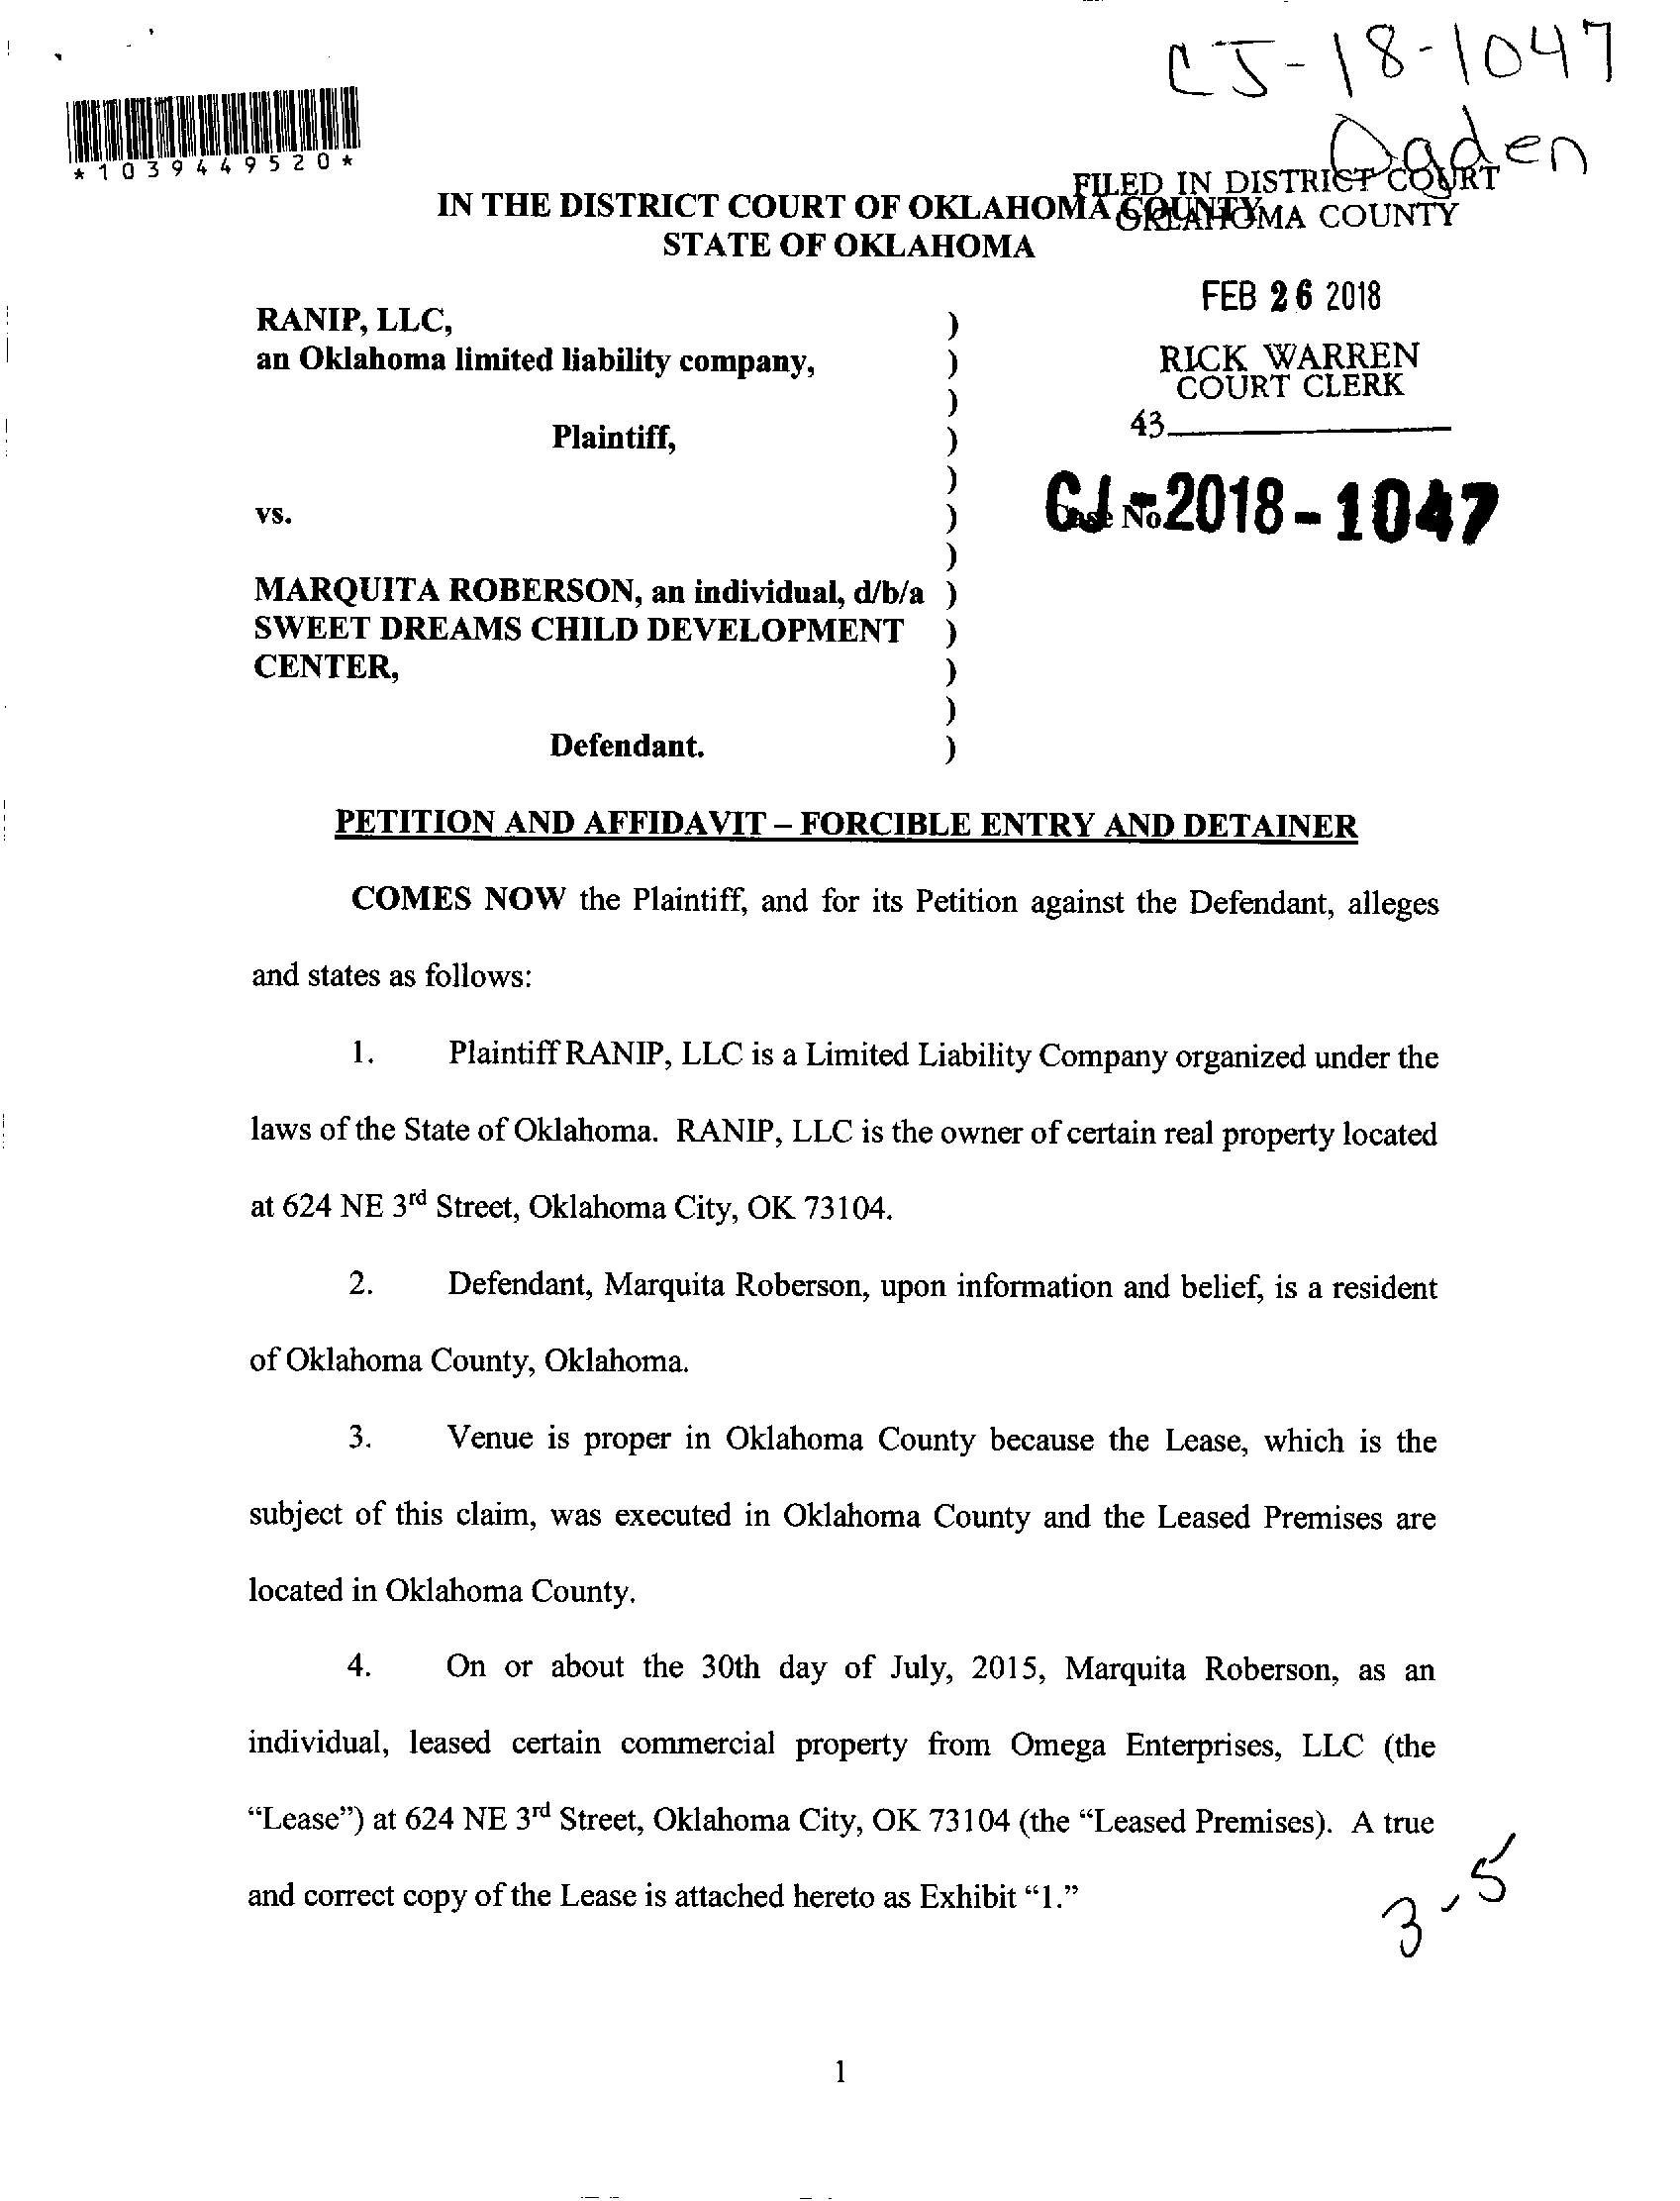 CJ-18-1047
Ogden
*1039449520*
FILED IN DISTRICT COURT
OKLAHOMA COUNTY
IN THE DISTRICT COURT OF OKLAHOMA COUNTY
STATE OF OKLAHOMA
FEB 26 2018
RICK WARREN
COURT CLERK
43
RANIP, LLC, )
an Oklahoma limited liability company, )
)
Plaintiff, )
)
vs. )
Case No.
CJ-2018-1047
)
MARQUITA ROBERSON, an individual, d/b/a )
SWEET DREAMS CHILD DEVELOPMENT )
CENTER, )
)
Defendant. )
PETITION AND AFFIDAVIT – FORCIBLE ENTRY AND DETAINER
COMES NOW the Plaintiff, and for its Petition against the Defendant, alleges
and states as follows:
1. Plaintiff RANIP, LLC is a Limited Liability Company organized under the
laws of the State of Oklahoma. RANIP, LLC is the owner of certain real property located
at 624 NE 3rd Street, Oklahoma City, OK 73104.
2. Defendant, Marquita Roberson, upon information and belief, is a resident
of Oklahoma County, Oklahoma.
3. Venue is proper in Oklahoma County because the Lease, which is the
subject of this claim, was executed in Oklahoma County and the Leased Premises are
located in Oklahoma County.
4. On or about the 30th day of July, 2015, Marquita Roberson, as an
individual, leased certain commercial property from Omega Enterprises, LLC (the
“Lease”) at 624 NE 3rd Street, Oklahoma City, OK 73104 (the “Leased Premises). A true
and correct copy of the Lease is attached hereto as Exhibit “1.”
3-5
1